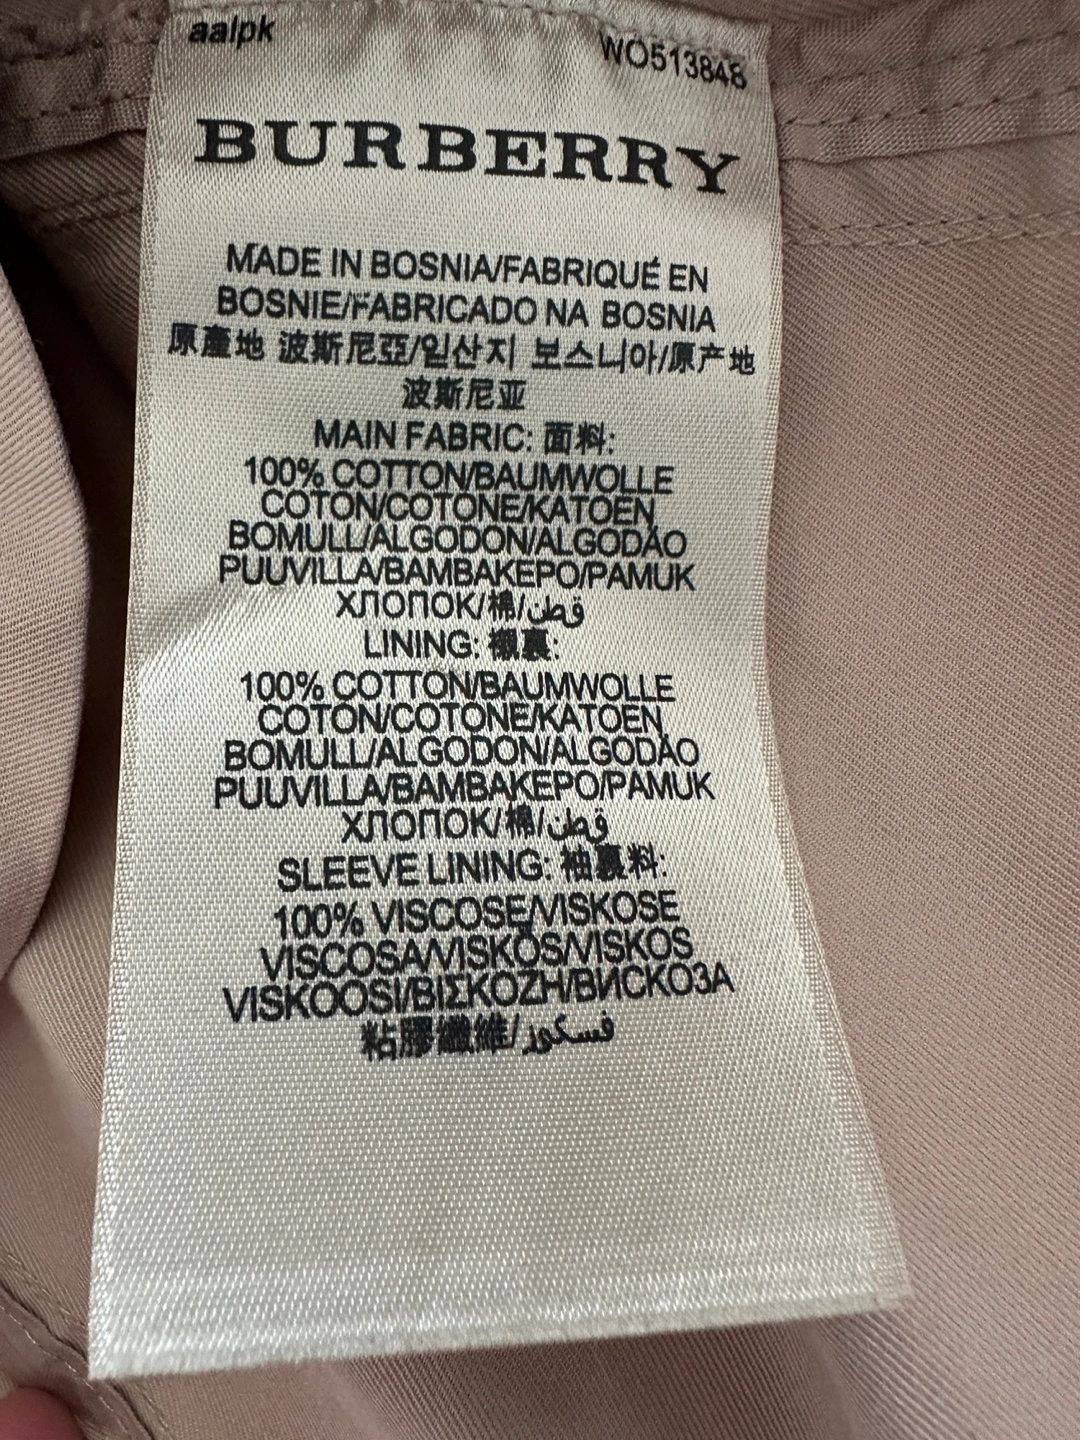 aalpk
WO513848
BURBERRY
MADE IN BOSNIA/FABRIQUÉ EN
BOSNIE/FABRICADO NA BOSNIA
原產地 波斯尼亞/원산지 보스니아/原产地
波斯尼亚
MAIN FABRIC: 面料:
100% COTTON/BAUMWOLLE
COTON/COTONE/KATOEN
BOMULL/ALGODON/ALGODÃO
PUUVILLA/BAMBAKEPO/PAMUK
ХЛОПОК/棉/قطن
LINING: 襯裏:
100% COTTON/BAUMWOLLE
COTON/COTONE/KATOEN
BOMULL/ALGODON/ALGODÃO
PUUVILLA/BAMBAKEPO/PAMUK
ХЛОПОК/棉/قطن
SLEEVE LINING: 袖裏料:
100% VISCOSE/VISKOSE
VISCOSA/VISKÓS/VISKOS
VISKOOSI/ΒΙΣΚΟΖΗ/ВИСКОЗА
粘膠纖維/فسكوز